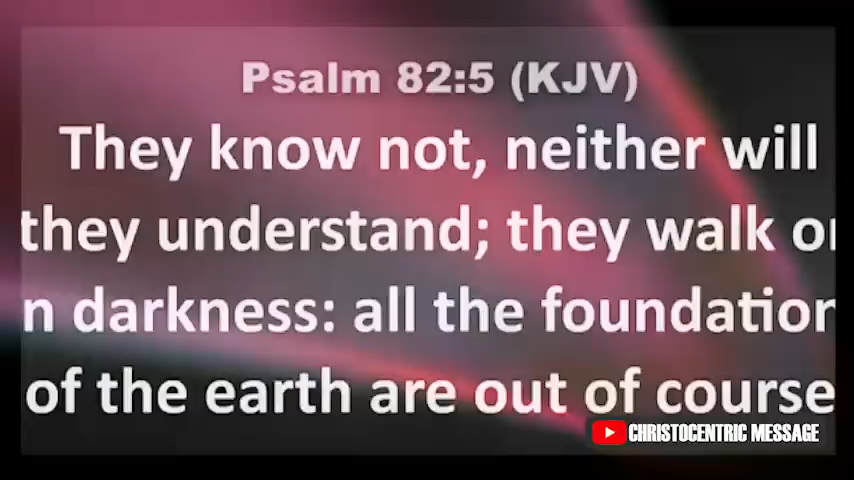 Psalm 82:5 (KJV)
They know not, neither will
they understand; they walk or
n darkness: all the foundation
of the earth are out of course
CHRISTOCENTRIC MESSAGE